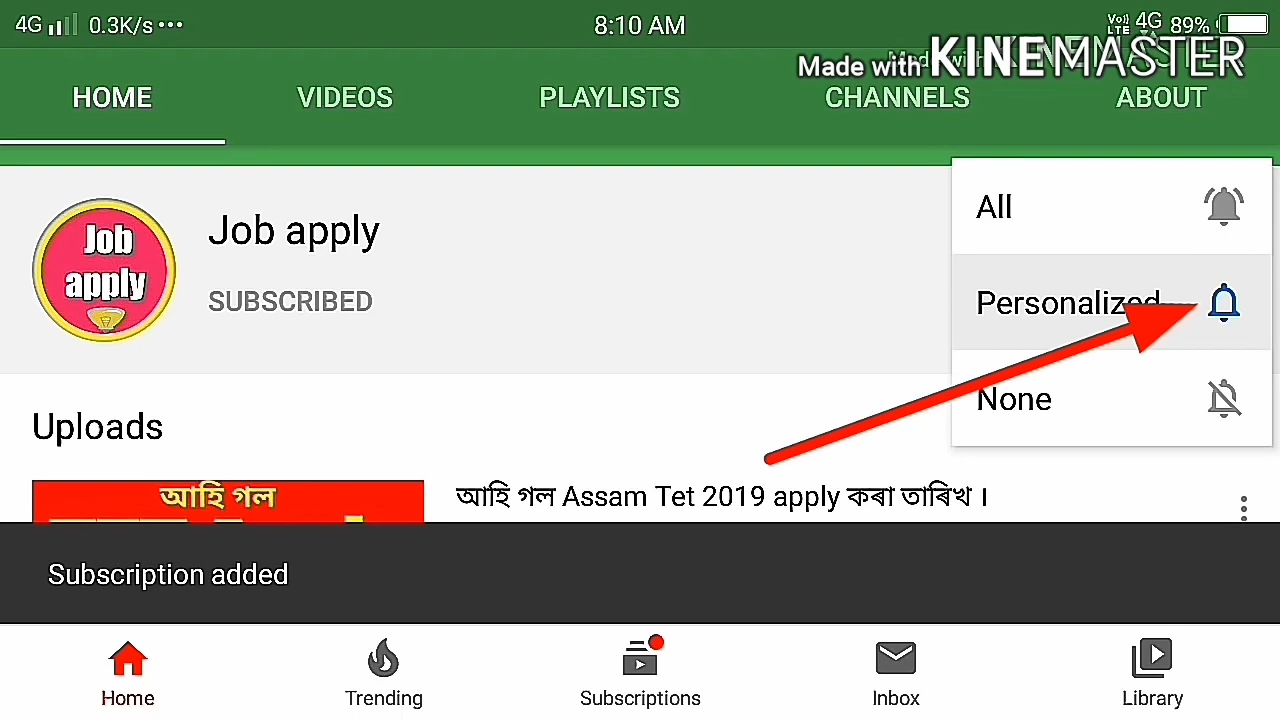 4G 0.3K/s ••• 8:10 AM VoLTE 4G 89%
Made with KINEMASTER
HOME VIDEOS PLAYLISTS CHANNELS ABOUT
Job apply
Job apply
SUBSCRIBED
All
Personalized
None
Uploads
আহি গল
আহি গল Assam Tet 2019 apply কৰা তাৰিখ ।
Subscription added
Home Trending Subscriptions Inbox Library